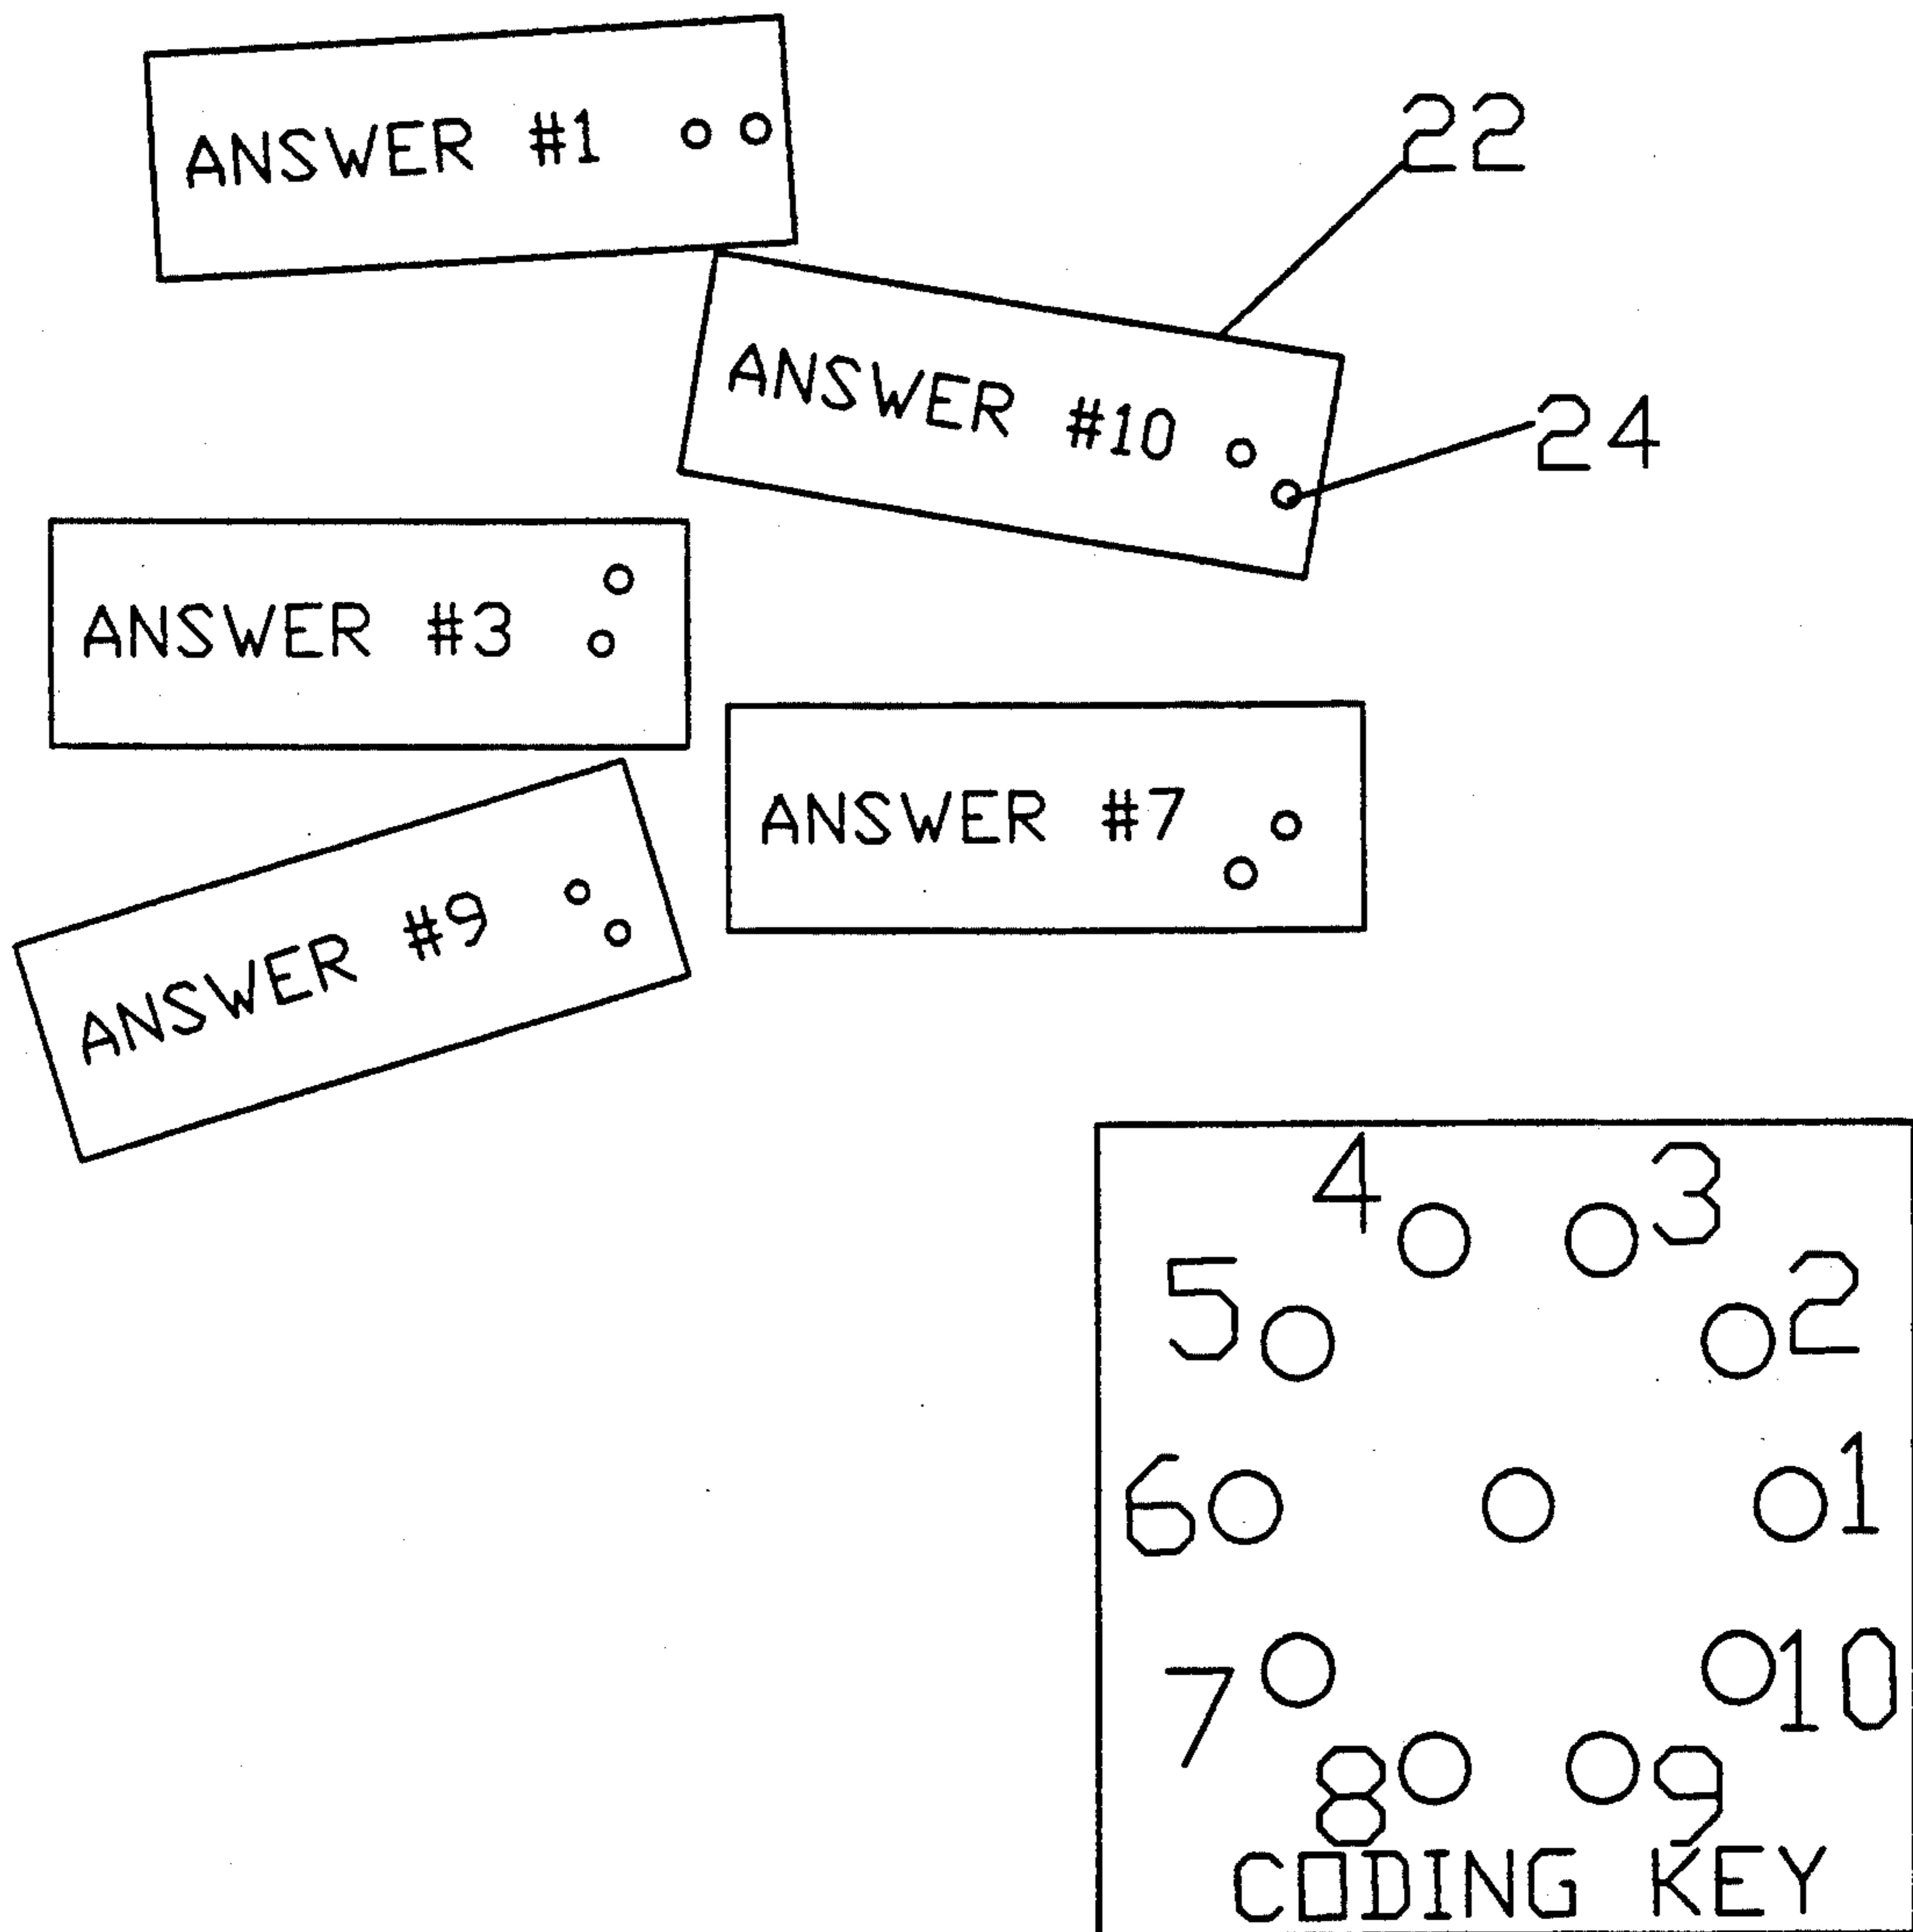 ANSWER #1
22
ANSWER #10
24
ANSWER #3
ANSWER #7
ANSWER #9
4 3
5 2
6 1
7 10
8 9
CODING KEY